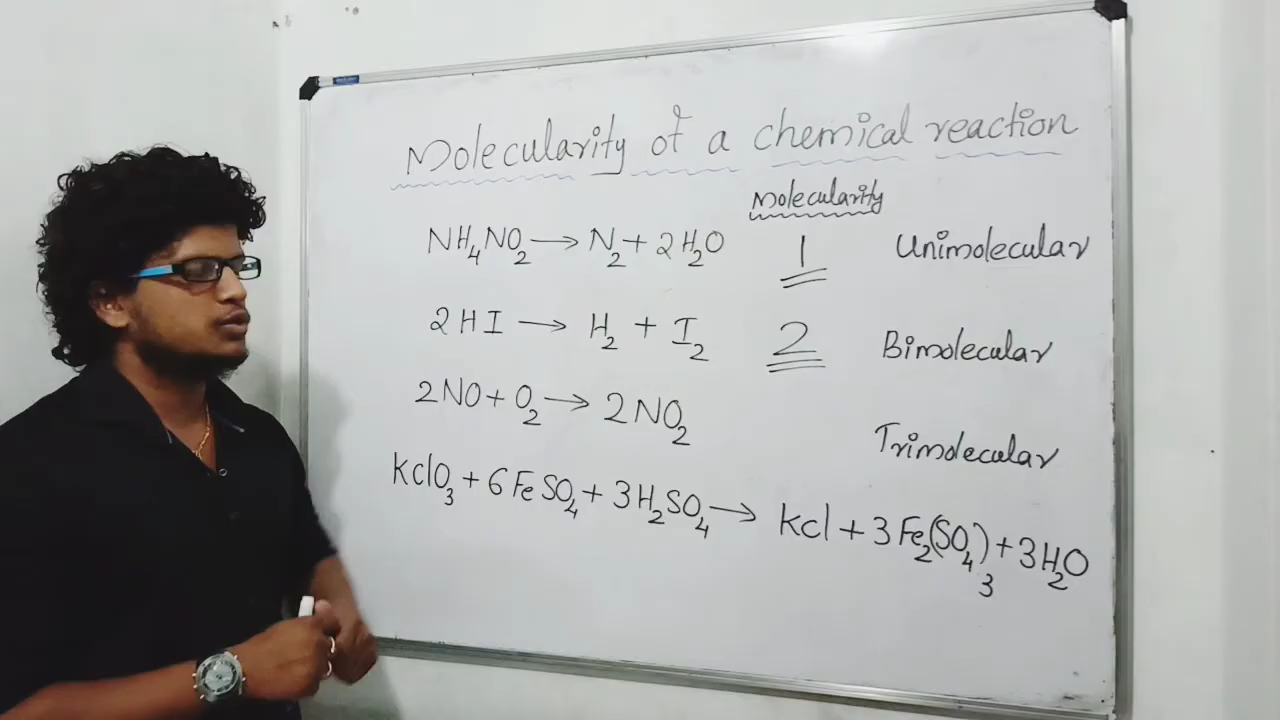 Molecularity of a chemical reaction
Molecularity
NH₄NO₂ → N₂ + 2H₂O 1 Unimolecular
2HI → H₂ + I₂ 2 Bimolecular
2NO + O₂ → 2NO₂ Trimolecular
KclO₃ + 6FeSO₄ + 3H₂SO₄ → Kcl + 3Fe₂(SO₄)₃ + 3H₂O